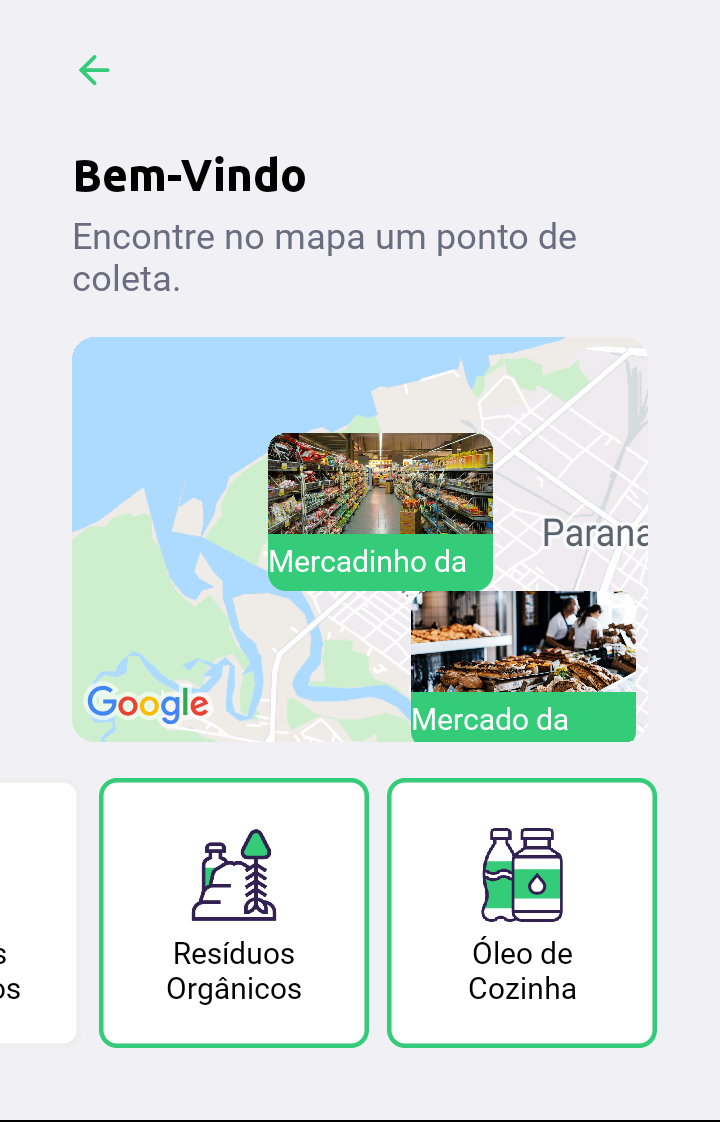 Bem-Vindo
Encontre no mapa um ponto de
coleta.
Mercadinho da
Parana
Mercado da
Google
s
os
Resíduos
Orgânicos
Óleo de
Cozinha